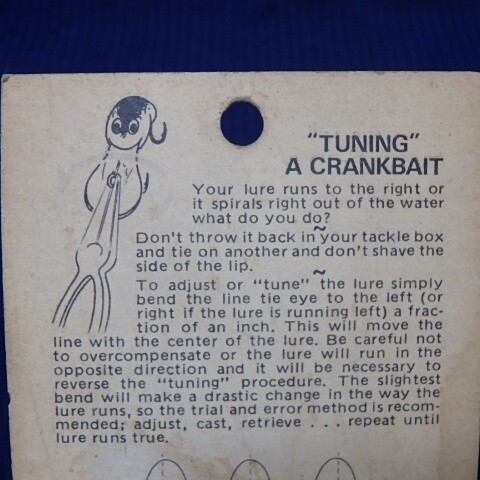 "TUNING"
A CRANKBAIT
Your lure runs to the right or
it spirals right out of the water
what do you do?
Don't throw it back in your tackle box
and tie on another and don't shave the
side of the lip.
To adjust or "tune" the lure simply
bend the line tie eye to the left (or
right if the lure is running left) a frac-
tion of an inch. This will move the
line with the center of the lure. Be careful not
to overcompensate or the lure will run in the
opposite direction and it will be necessary to
reverse the "tuning" procedure. The slightest
bend will make a drastic change in the way the
lure runs, so the trial and error method is recom-
mended; adjust, cast, retrieve . . . repeat until
lure runs true.